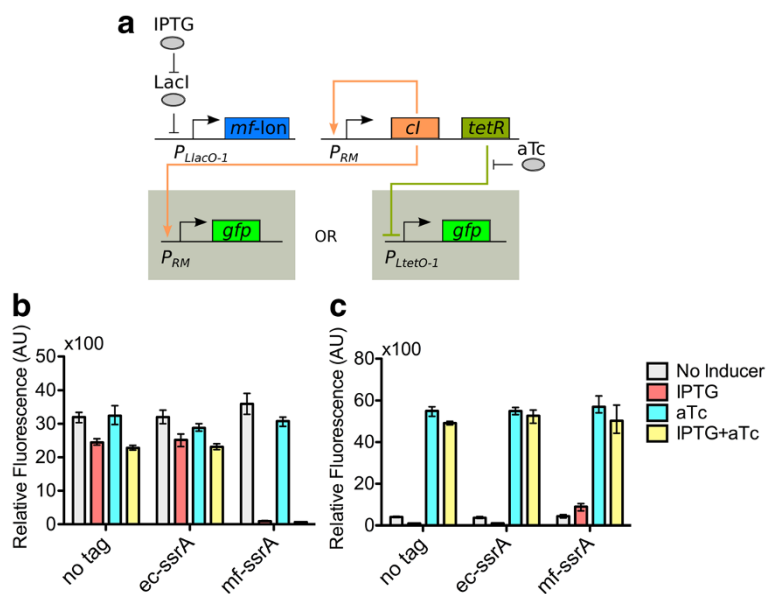 a
IPTG
LacI
mf-lon
cI
tetR
P_LlacO-1
P_RM
aTc
gfp
OR
gfp
P_RM
P_LtetO-1
b
c
Relative Fluorescence (AU)
x100
50
40
30
20
10
0
no tag
ec-ssrA
mf-ssrA
Relative Fluorescence (AU)
x100
80
60
40
20
0
no tag
ec-ssrA
mf-ssrA
No Inducer
IPTG
aTc
IPTG+aTc